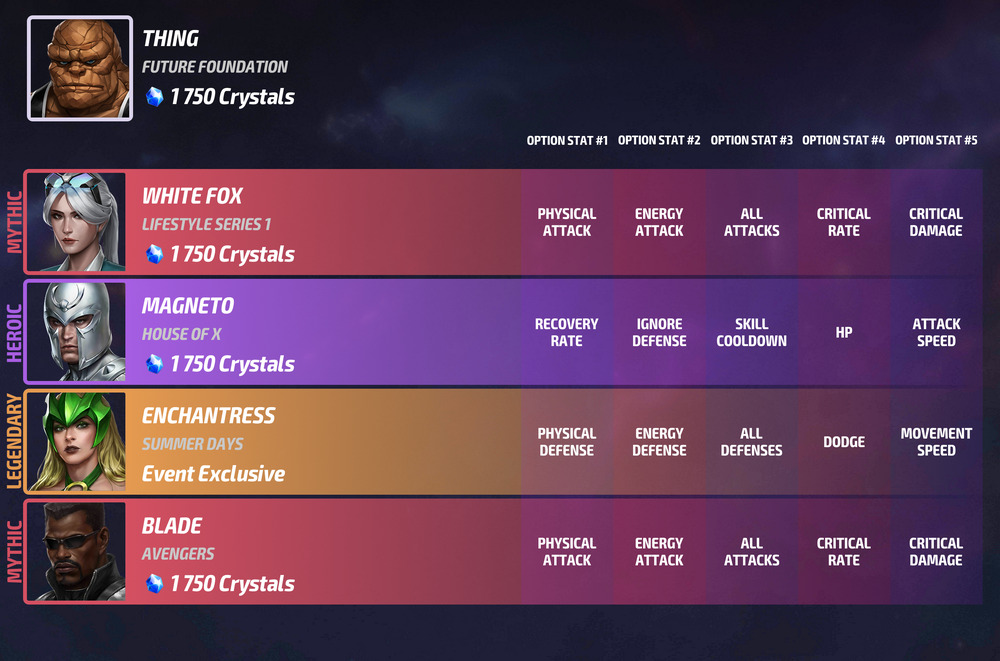 THING
FUTURE FOUNDATION
1 750 Crystals
OPTION STAT #1 OPTION STAT #2 OPTION STAT #3 OPTION STAT #4 OPTION STAT #5
MYTHIC
WHITE FOX
LIFESTYLE SERIES 1
1 750 Crystals
PHYSICAL
ATTACK
ENERGY
ATTACK
ALL
ATTACKS
CRITICAL
RATE
CRITICAL
DAMAGE
HEROIC
MAGNETO
HOUSE OF X
1 750 Crystals
RECOVERY
RATE
IGNORE
DEFENSE
SKILL
COOLDOWN
HP
ATTACK
SPEED
LEGENDARY
ENCHANTRESS
SUMMER DAYS
Event Exclusive
PHYSICAL
DEFENSE
ENERGY
DEFENSE
ALL
DEFENSES
DODGE
MOVEMENT
SPEED
MYTHIC
BLADE
AVENGERS
1 750 Crystals
PHYSICAL
ATTACK
ENERGY
ATTACK
ALL
ATTACKS
CRITICAL
RATE
CRITICAL
DAMAGE